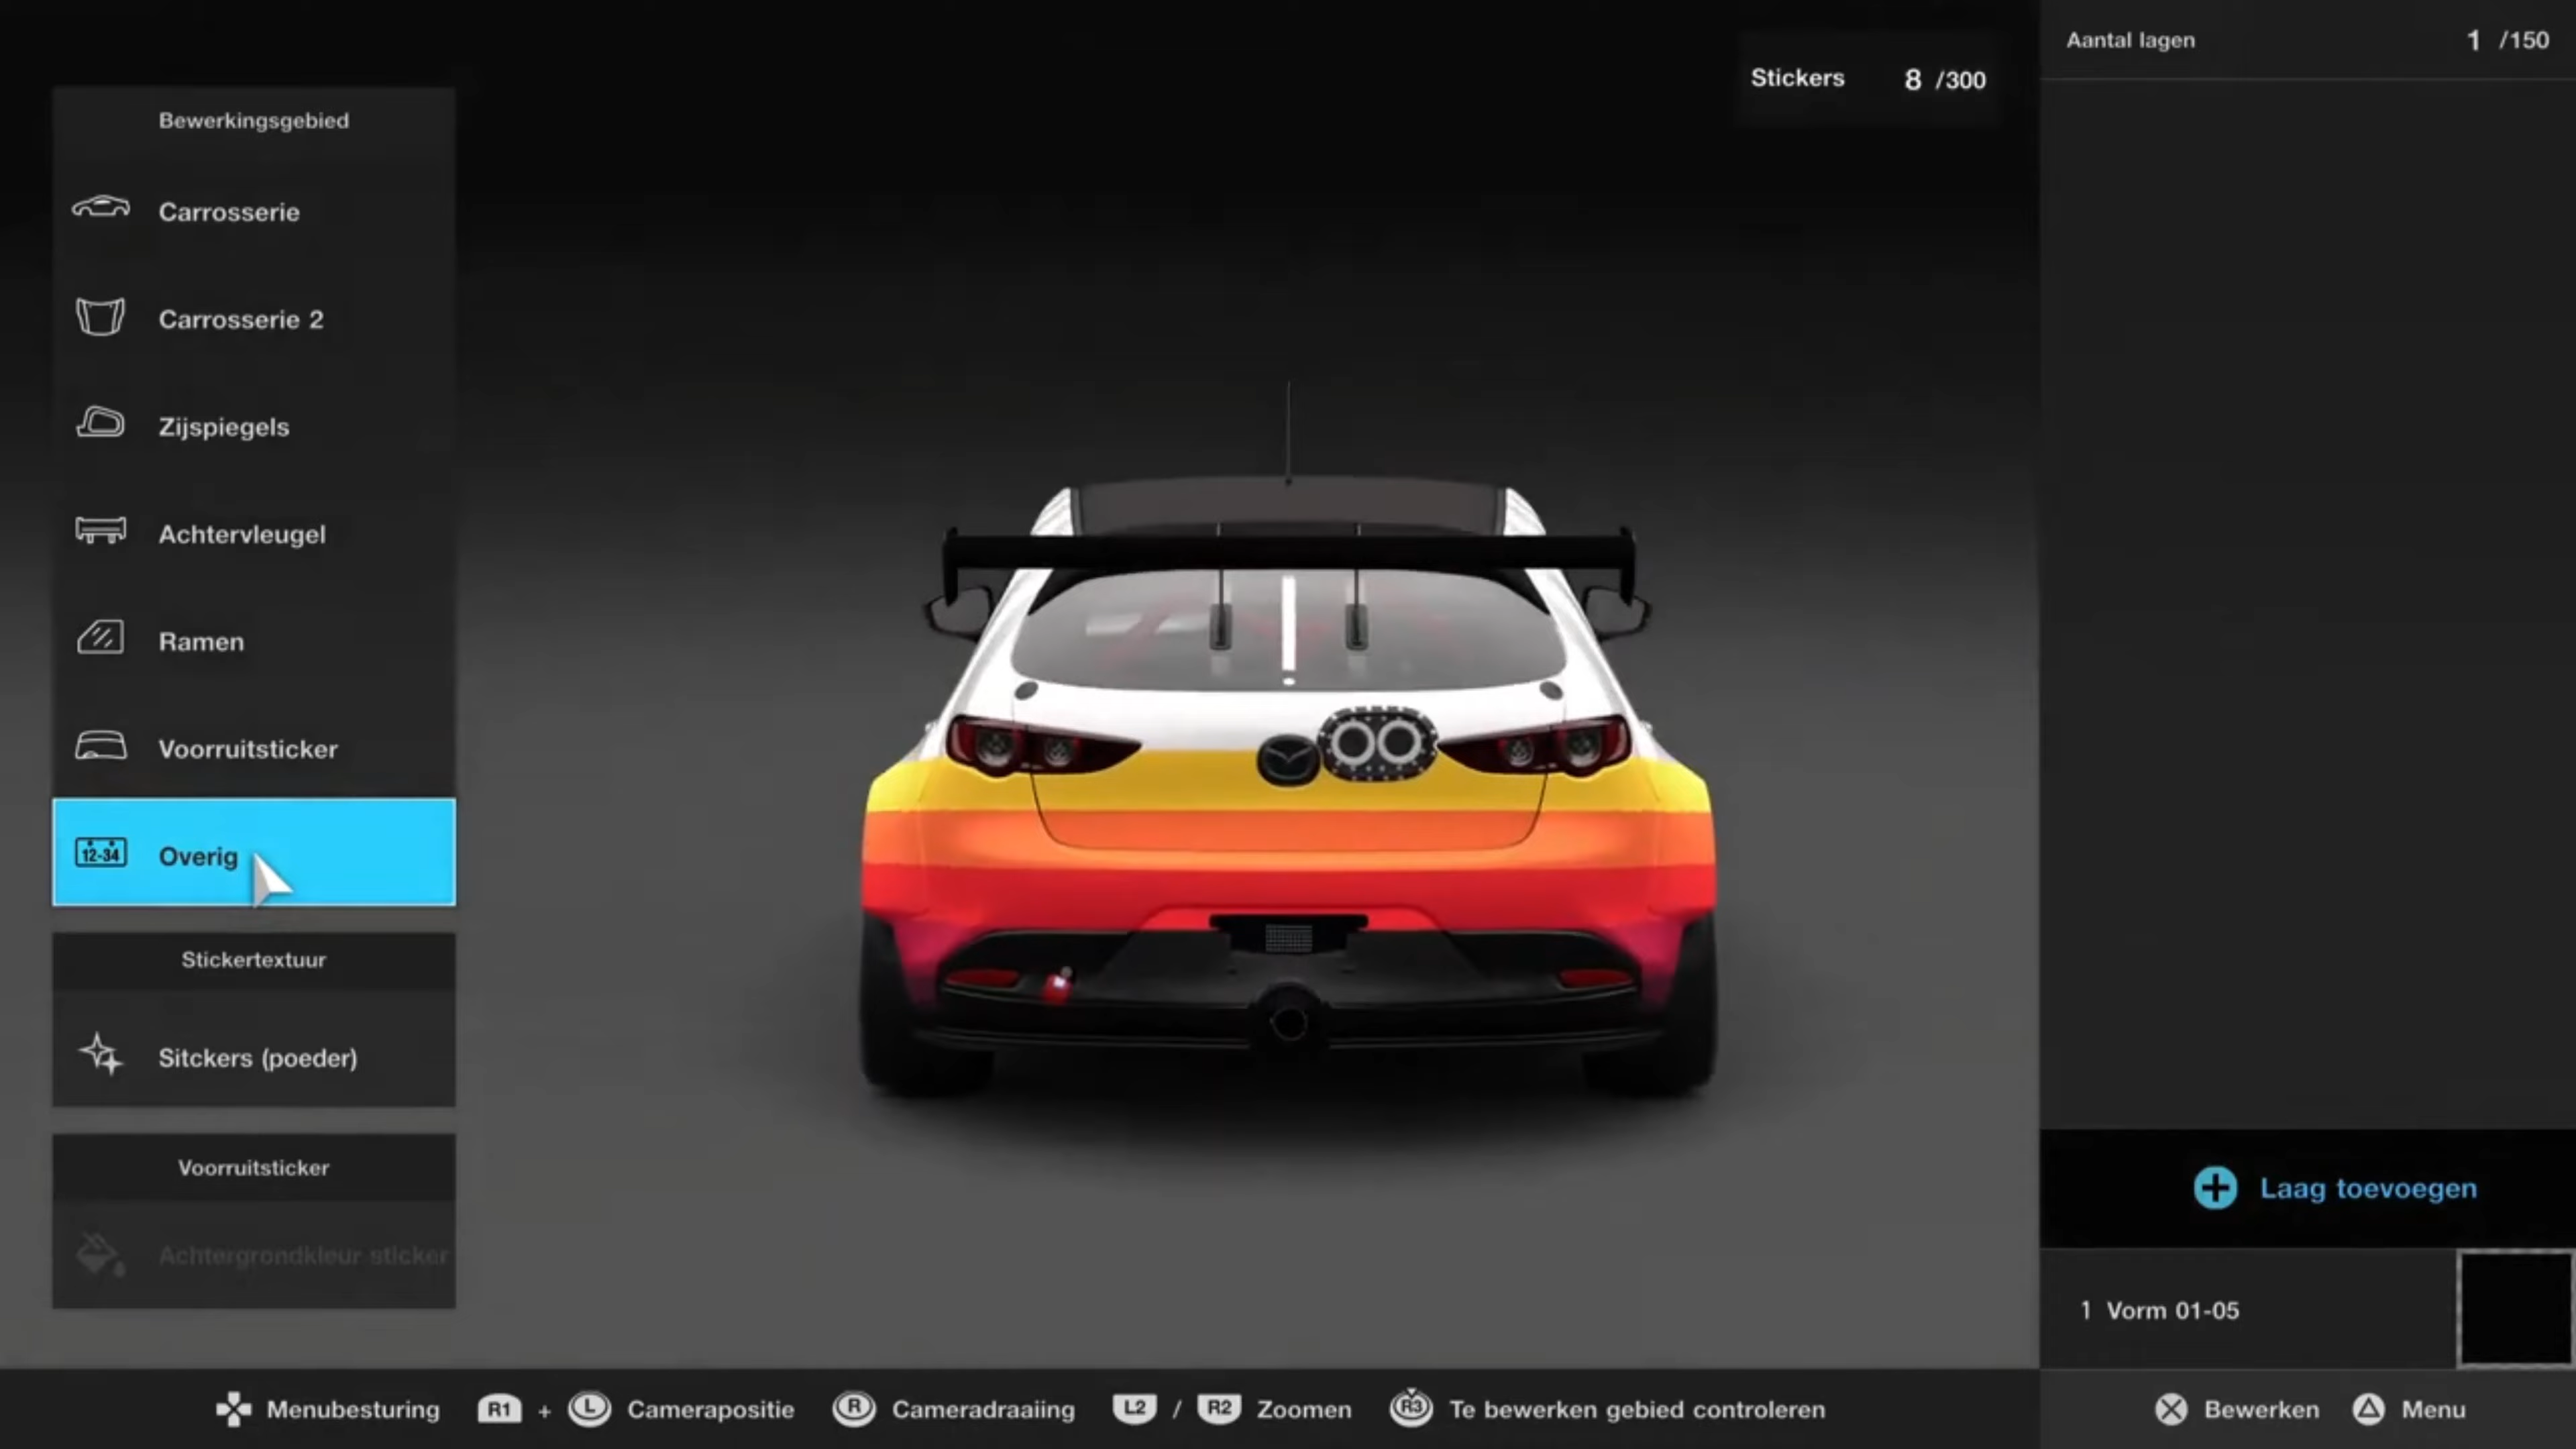 Bewerkingsgebied
Carrosserie
Carrosserie 2
Zijspiegels
Achtervleugel
Ramen
Voorruitsticker
12-34 Overig
Stickertextuur
Sitckers (poeder)
Voorruitsticker
Achtergrondkleur sticker
Stickers 8 /300
Aantal lagen 1 /150
Laag toevoegen
1 Vorm 01-05
Menubesturing R1 + L Camerapositie R Cameradraaiing L2 / R2 Zoomen R3 Te bewerken gebied controleren
Bewerken Menu